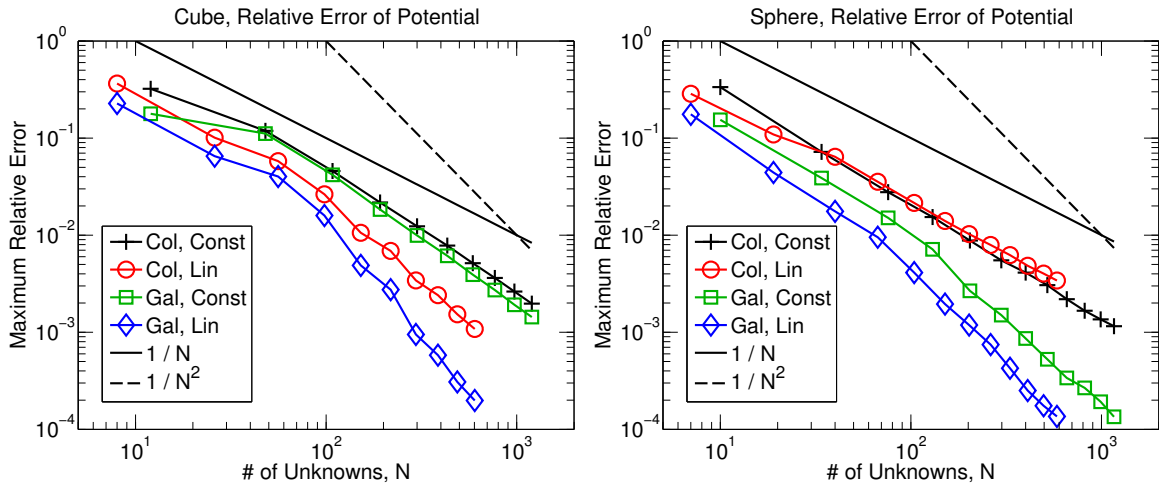 Cube, Relative Error of Potential
10^0
10^-1
10^-2
10^-3
10^-4
Maximum Relative Error
Col, Const
Col, Lin
Gal, Const
Gal, Lin
1 / N
1 / N^2
10^1
10^2
10^3
# of Unknowns, N
Sphere, Relative Error of Potential
10^0
10^-1
10^-2
10^-3
10^-4
Maximum Relative Error
Col, Const
Col, Lin
Gal, Const
Gal, Lin
1 / N
1 / N^2
10^1
10^2
10^3
# of Unknowns, N